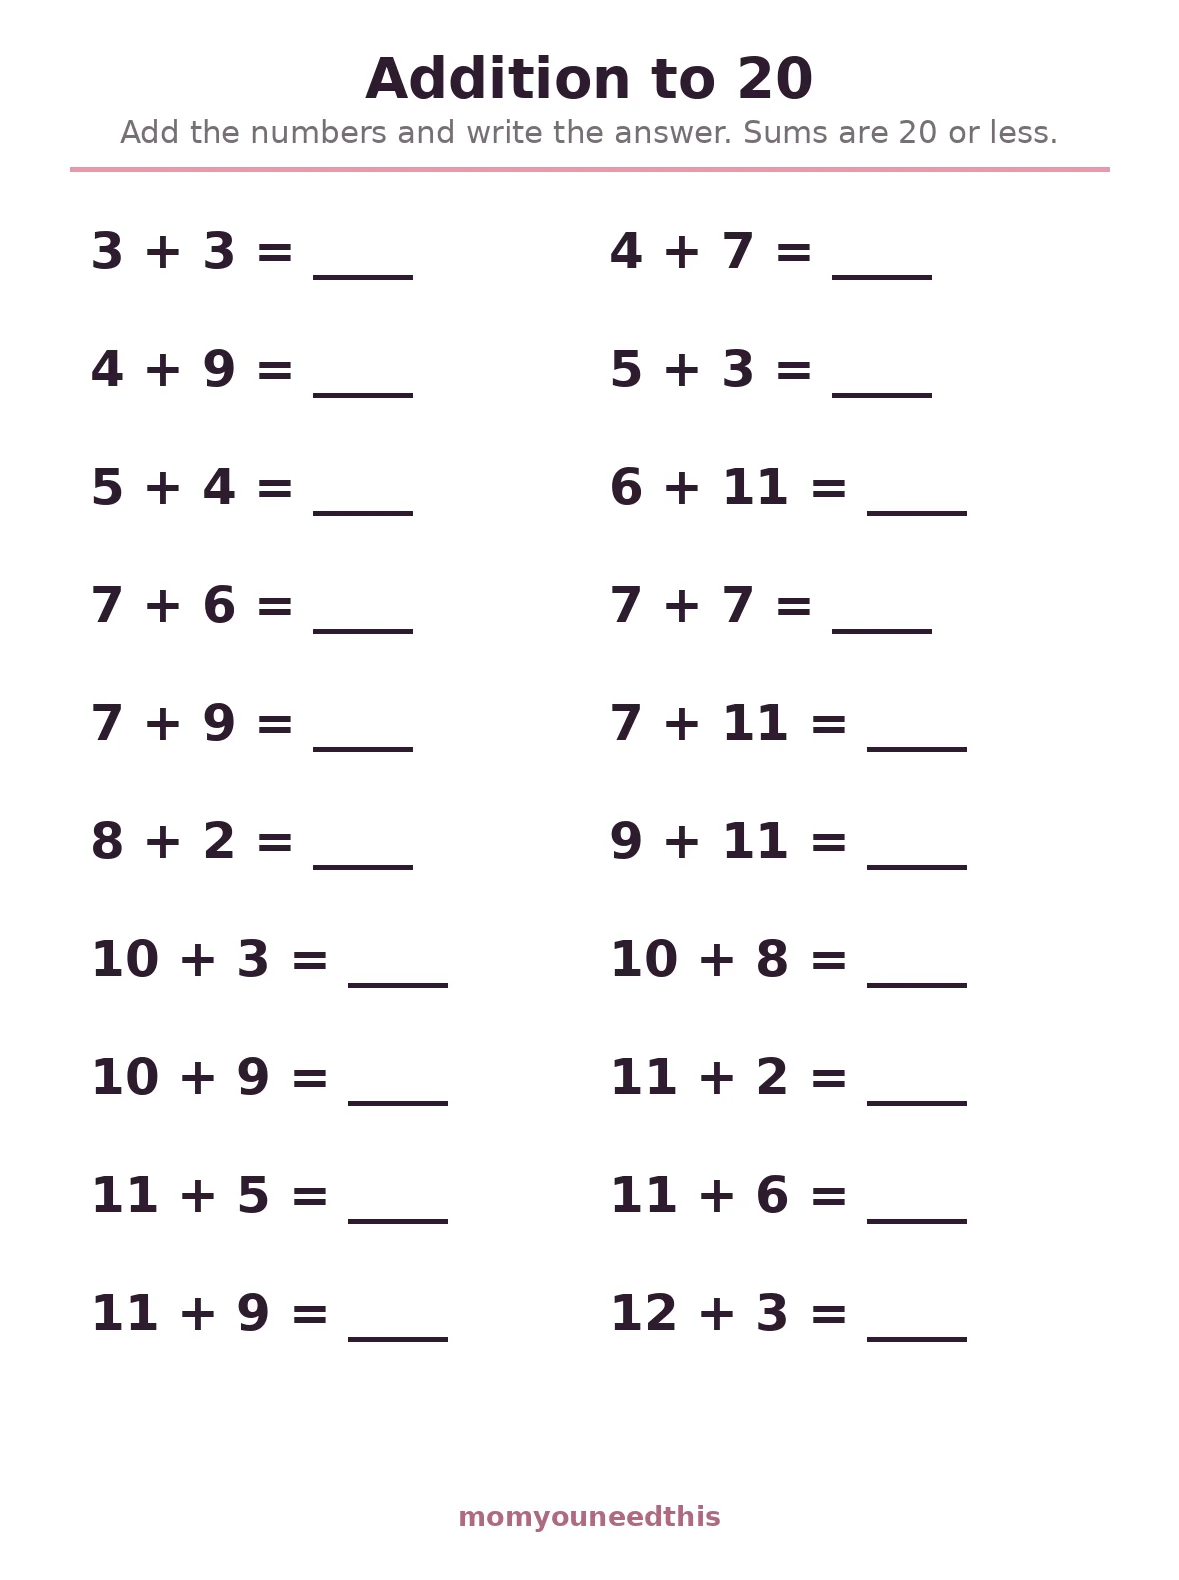 Addition to 20
Add the numbers and write the answer. Sums are 20 or less.
3 + 3 = ____ 4 + 7 = ____
4 + 9 = ____ 5 + 3 = ____
5 + 4 = ____ 6 + 11 = ____
7 + 6 = ____ 7 + 7 = ____
7 + 9 = ____ 7 + 11 = ____
8 + 2 = ____ 9 + 11 = ____
10 + 3 = ____ 10 + 8 = ____
10 + 9 = ____ 11 + 2 = ____
11 + 5 = ____ 11 + 6 = ____
11 + 9 = ____ 12 + 3 = ____
momyouneedthis